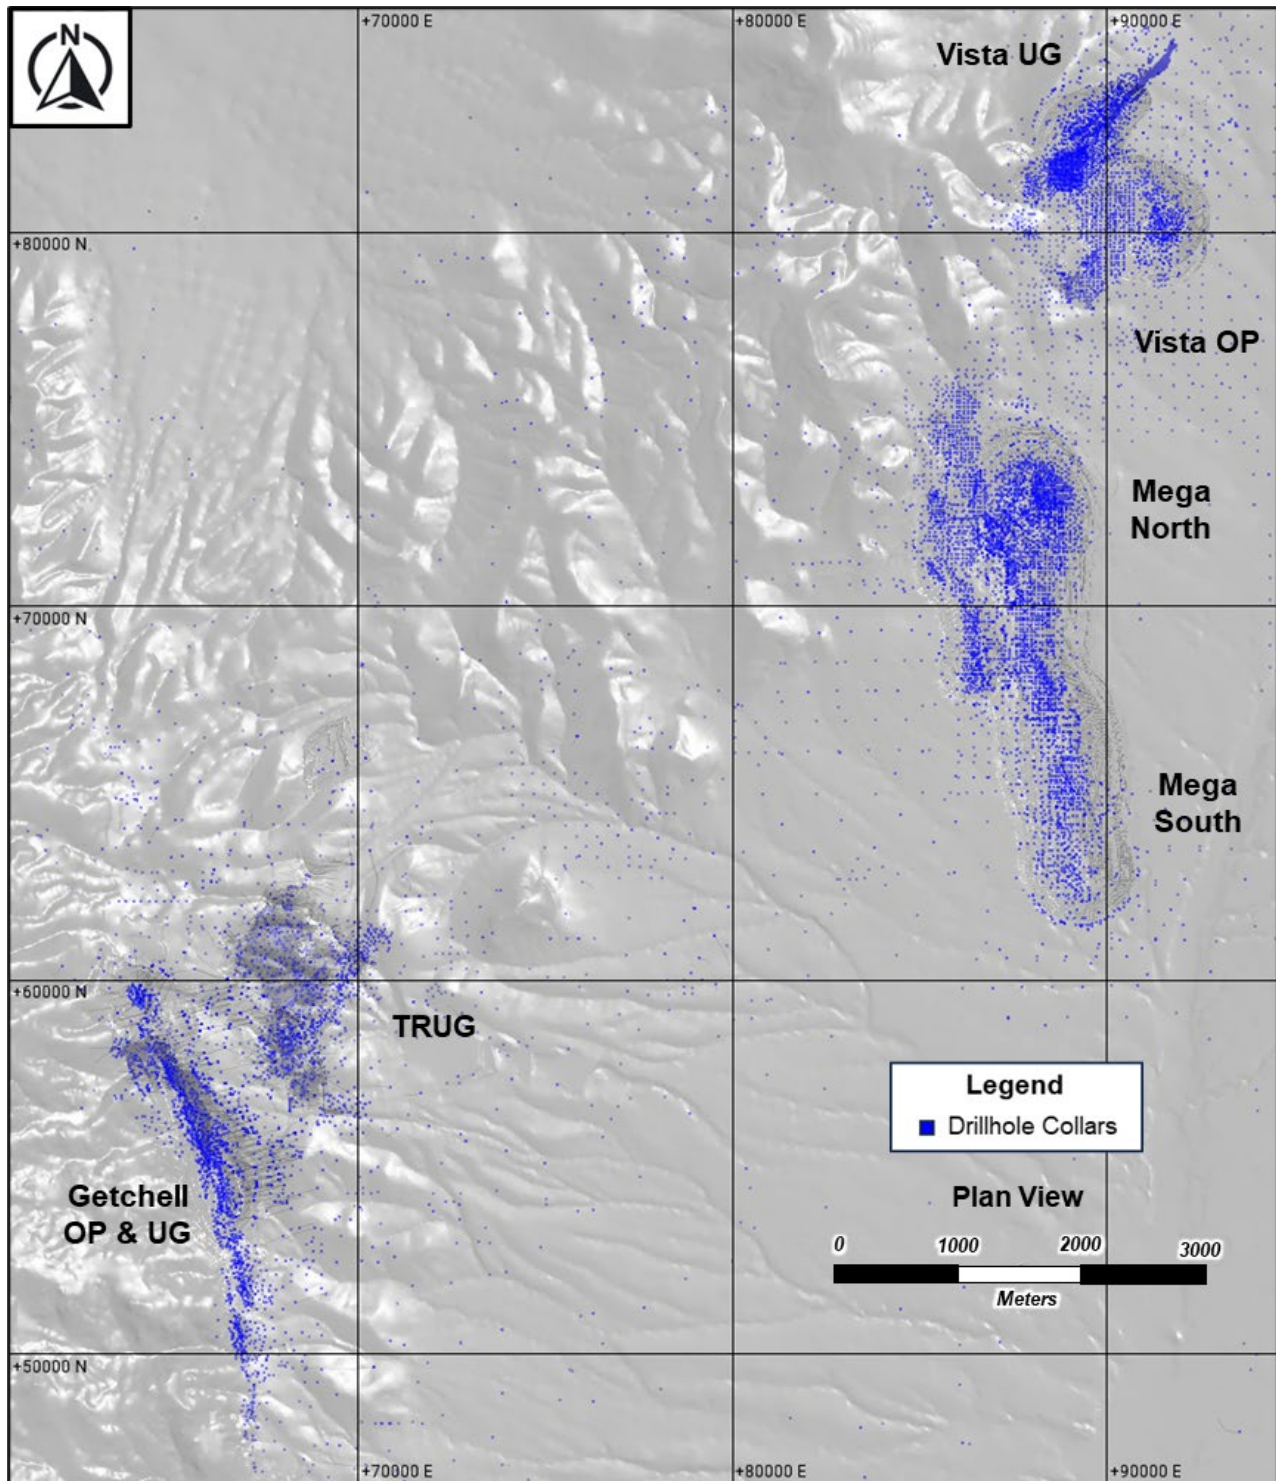 N
+70000 E
+80000 E
+90000 E
Vista UG
+80000 N
Vista OP
Mega
North
+70000 N
Mega
South
+60000 N
TRUG
Legend
Drillhole Collars
Getchell
OP & UG
Plan View
0 1000 2000 3000
Meters
+50000 N
+70000 E
+80000 E
+90000 E